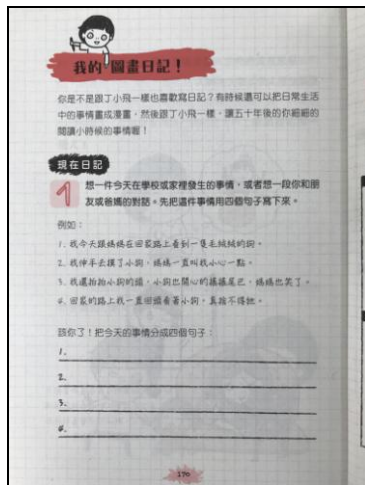 我的 圖畫日記！
你是不是跟丁小飛一樣也喜歡寫日記？有時候還可以把日常生活
中的事情畫成漫畫，然後跟丁小飛一樣，讓五十年後的你細細的
閱讀小時候的事情喔！
現在日記
1 想一件今天在學校或家裡發生的事情，或者想一段你和朋
友或爸媽的對話。先把這件事情用四個句子寫下來。
例如：
1. 我今天跟媽媽在回家路上看到一隻毛絨絨的狗。
2. 我伸手去摸了小狗，媽媽一直叫我小心一點。
3. 我還拍拍小狗的頭，小狗也開心的搖搖尾巴，媽媽也笑了。
4. 回家的路上我一直回頭看著小狗，真捨不得牠。
該你了！把今天的事情分成四個句子：
1.
2.
3.
4.
170